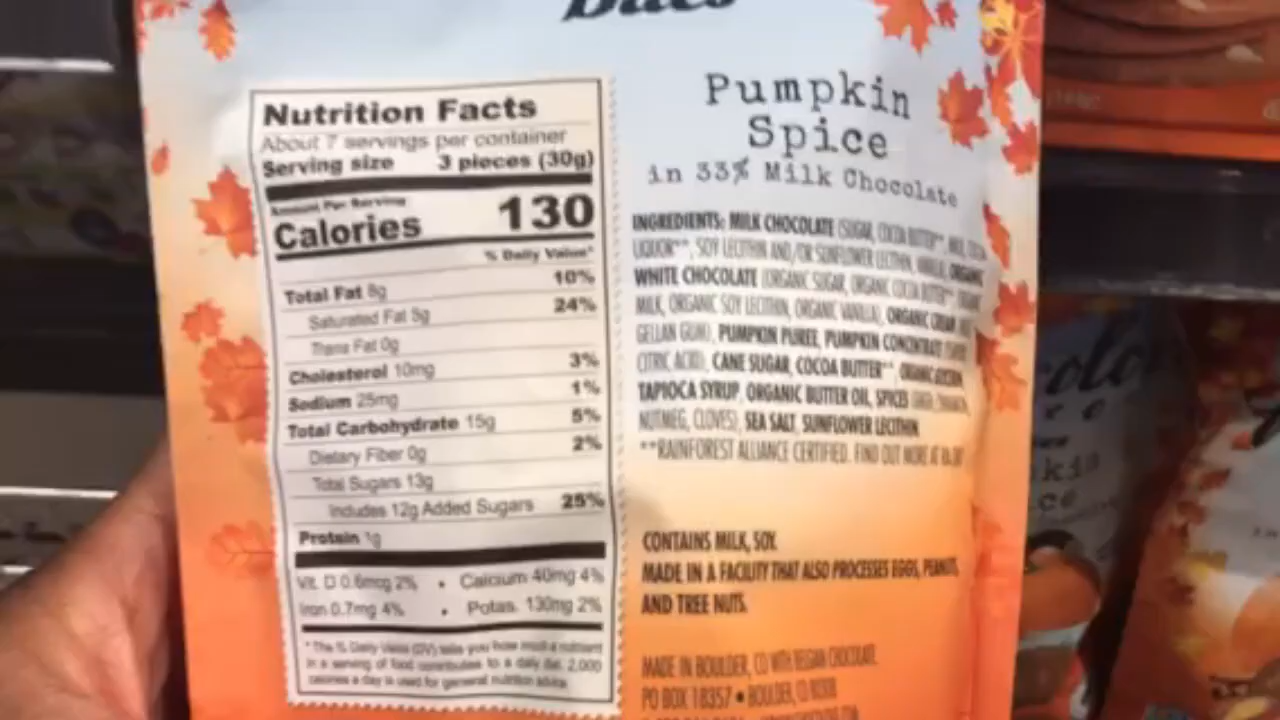 Bites
Pumpkin
Spice
in 33% Milk Chocolate
Nutrition Facts
About 7 servings per container
Serving size 3 pieces (30g)
Amount Per Serving
Calories 130
% Daily Value*
Total Fat 8g 10%
Saturated Fat 5g 24%
Trans Fat 0g
Cholesterol 10mg 3%
Sodium 25mg 1%
Total Carbohydrate 15g 5%
Dietary Fiber 0g 2%
Total Sugars 13g
Includes 12g Added Sugars 25%
Protein 1g
Vit. D 0.6mcg 2% • Calcium 40mg 4%
Iron 0.7mg 4% • Potas. 130mg 2%
* The % Daily Value (DV) tells you how much a nutrient
in a serving of food contributes to a daily diet. 2,000
calories a day is used for general nutrition advice
INGREDIENTS: MILK CHOCOLATE (SUGAR, COCOA BUTTER**, MILK, COCOA
LIQUOR**, SOY LECITHIN AND/OR SUNFLOWER LECITHIN, VANILLA), ORGANIC
WHITE CHOCOLATE (ORGANIC SUGAR, ORGANIC COCOA BUTTER**, ORGANIC
MILK, ORGANIC SOY LECITHIN, ORGANIC VANILLA), ORGANIC CREAM
GELLAN GUM), PUMPKIN PUREE, PUMPKIN CONCENTRATE
CITRIC ACID), CANE SUGAR, COCOA BUTTER**, ORGANIC GLYCERIN,
TAPIOCA SYRUP, ORGANIC BUTTER OIL, SPICES
NUTMEG, CLOVES), SEA SALT, SUNFLOWER LECITHIN
**RAINFOREST ALLIANCE CERTIFIED. FIND OUT MORE AT
CONTAINS MILK, SOY.
MADE IN A FACILITY THAT ALSO PROCESSES EGGS, PEANUTS,
AND TREE NUTS.
MADE IN BOULDER, CO WITH BELGIAN CHOCOLATE.
PO BOX 18357 • BOULDER, CO 80308